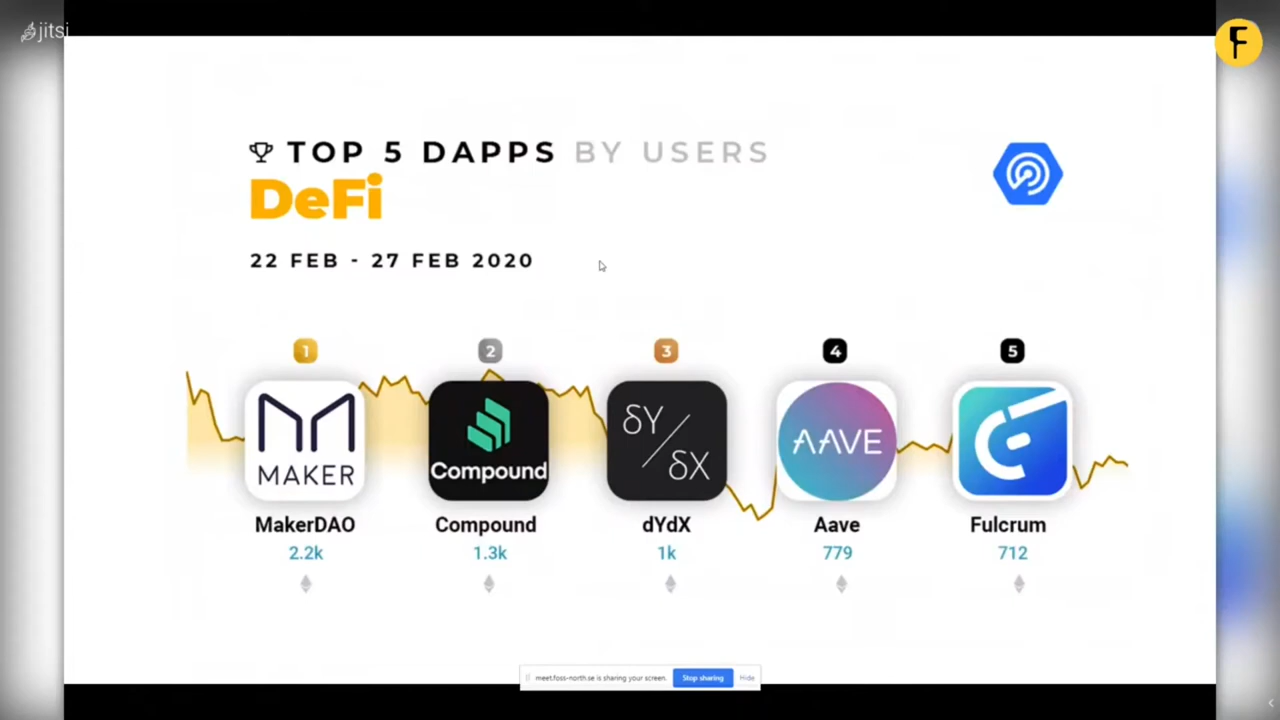 jitsi
F
TOP 5 DAPPS BY USERS
DeFi
22 FEB - 27 FEB 2020
1 2 3 4 5
MAKER
Compound
δY/δX
AAVE
MakerDAO Compound dYdX Aave Fulcrum
2.2k 1.3k 1k 779 712
meet.foss-north.se is sharing your screen. Stop sharing Hide